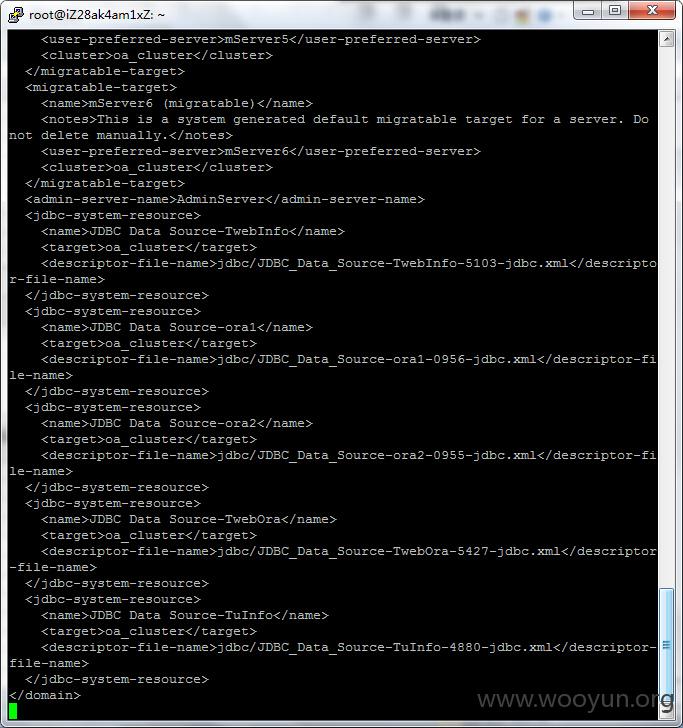 root@iZ28ak4am1xZ: ~
<user-preferred-server>mServer5</user-preferred-server>
<cluster>oa_cluster</cluster>
</migratable-target>
<migratable-target>
<name>mServer6 (migratable)</name>
<notes>This is a system generated default migratable target for a server. Do
not delete manually.</notes>
<user-preferred-server>mServer6</user-preferred-server>
<cluster>oa_cluster</cluster>
</migratable-target>
<admin-server-name>AdminServer</admin-server-name>
<jdbc-system-resource>
<name>JDBC Data Source-TwebInfo</name>
<target>oa_cluster</target>
<descriptor-file-name>jdbc/JDBC_Data_Source-TwebInfo-5103-jdbc.xml</descripto
r-file-name>
</jdbc-system-resource>
<jdbc-system-resource>
<name>JDBC Data Source-ora1</name>
<target>oa_cluster</target>
<descriptor-file-name>jdbc/JDBC_Data_Source-ora1-0956-jdbc.xml</descriptor-fi
le-name>
</jdbc-system-resource>
<jdbc-system-resource>
<name>JDBC Data Source-ora2</name>
<target>oa_cluster</target>
<descriptor-file-name>jdbc/JDBC_Data_Source-ora2-0955-jdbc.xml</descriptor-fi
le-name>
</jdbc-system-resource>
<jdbc-system-resource>
<name>JDBC Data Source-TwebOra</name>
<target>oa_cluster</target>
<descriptor-file-name>jdbc/JDBC_Data_Source-TwebOra-5427-jdbc.xml</descriptor
-file-name>
</jdbc-system-resource>
<jdbc-system-resource>
<name>JDBC Data Source-TuInfo</name>
<target>oa_cluster</target>
<descriptor-file-name>jdbc/JDBC_Data_Source-TuInfo-4880-jdbc.xml</descriptor-
file-name>
</jdbc-system-resource>
</domain>
www.wooyun.org